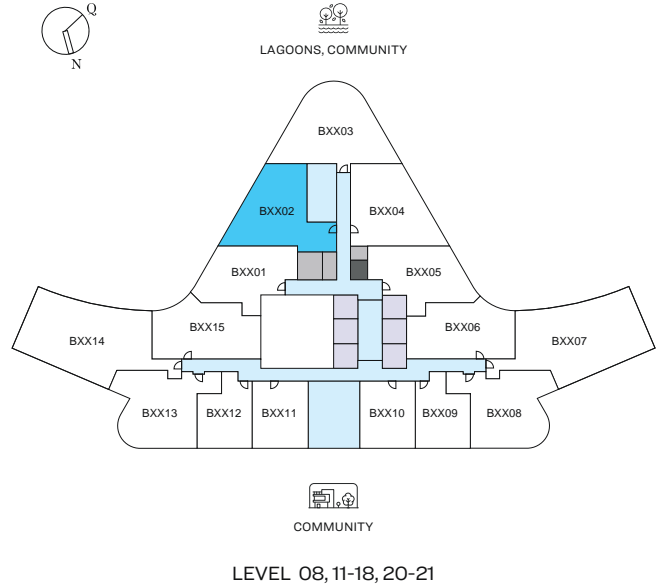 Q
N
LAGOONS, COMMUNITY
BXX03
BXX02
BXX04
BXX01
BXX05
BXX14
BXX15
BXX06
BXX07
BXX13
BXX12
BXX11
BXX10
BXX09
BXX08
COMMUNITY
LEVEL 08, 11-18, 20-21